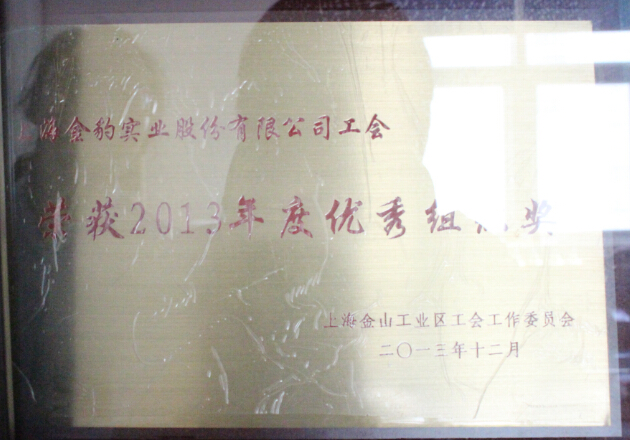 上海金豹实业股份有限公司工会
荣获2013年度优秀组织奖
上海金山工业区工会工作委员会
二〇一三年十二月